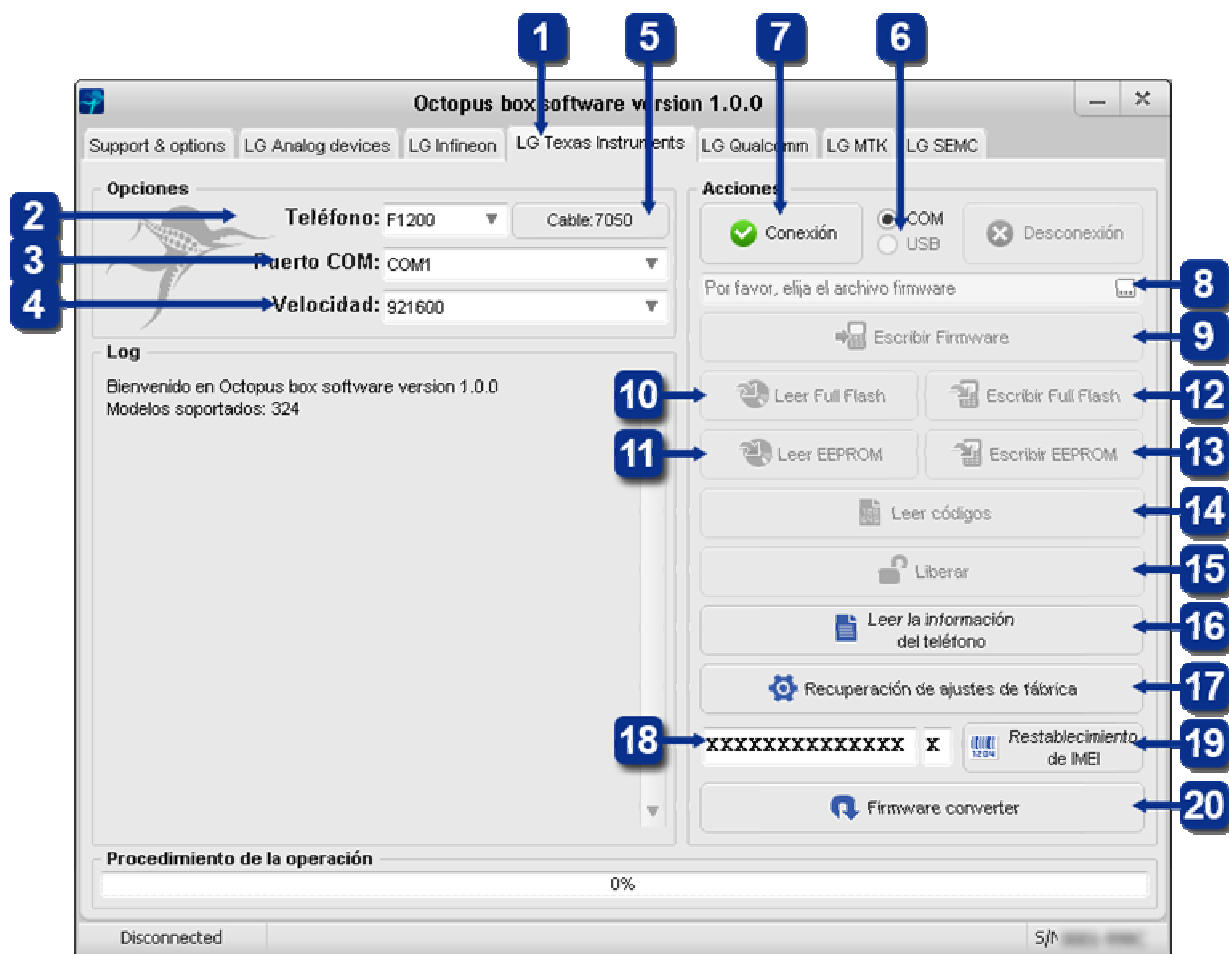 1 5 7 6
Octopus box software version 1.0.0
Support & options LG Analog devices LG Infineon LG Texas Instruments LG Qualcomm LG MTK LG SEMC
Opciones
2 Teléfono: F1200 Cable:7050
3 Puerto COM: COM1
4 Velocidad: 921600
Log
Bienvenido en Octopus box software version 1.0.0
Modelos soportados: 324
Acciones
Conexión
COM
USB
Desconexión
Por favor, elija el archivo firmware ... 8
Escribir Firmware 9
10 Leer Full Flash Escribir Full Flash 12
11 Leer EEPROM Escribir EEPROM 13
Leer códigos 14
Liberar 15
Leer la información
del teléfono 16
Recuperación de ajustes de fábrica 17
18 XXXXXXXXXXXXXX X Restablecimiento
de IMEI 19
Firmware converter 20
Procedimiento de la operación
0%
Disconnected S/N